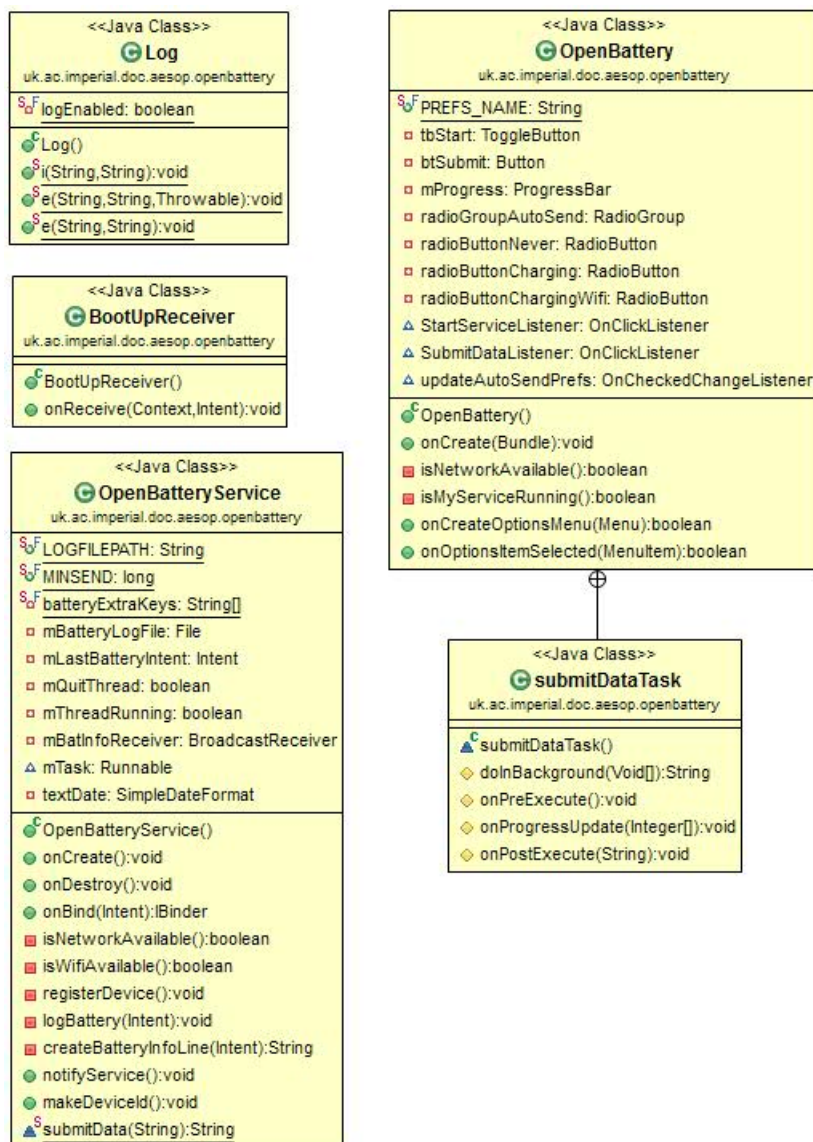 <<Java Class>>
C Log
uk.ac.imperial.doc.aesop.openbattery
S F logEnabled: boolean
C Log()
S i(String,String):void
S e(String,String,Throwable):void
S e(String,String):void
<<Java Class>>
C BootUpReceiver
uk.ac.imperial.doc.aesop.openbattery
C BootUpReceiver()
onReceive(Context,Intent):void
<<Java Class>>
C OpenBatteryService
uk.ac.imperial.doc.aesop.openbattery
S F LOGFILEPATH: String
S F MINSEND: long
S F batteryExtraKeys: String[]
mBatteryLogFile: File
mLastBatteryIntent: Intent
mQuitThread: boolean
mThreadRunning: boolean
mBatInfoReceiver: BroadcastReceiver
mTask: Runnable
textDate: SimpleDateFormat
C OpenBatteryService()
onCreate():void
onDestroy():void
onBind(Intent):IBinder
isNetworkAvailable():boolean
isWifiAvailable():boolean
registerDevice():void
logBattery(Intent):void
createBatteryInfoLine(Intent):String
notifyService():void
makeDeviceId():void
S submitData(String):String
<<Java Class>>
C OpenBattery
uk.ac.imperial.doc.aesop.openbattery
S F PREFS_NAME: String
tbStart: ToggleButton
btSubmit: Button
mProgress: ProgressBar
radioGroupAutoSend: RadioGroup
radioButtonNever: RadioButton
radioButtonCharging: RadioButton
radioButtonChargingWifi: RadioButton
StartServiceListener: OnClickListener
SubmitDataListener: OnClickListener
updateAutoSendPrefs: OnCheckedChangeListener
C OpenBattery()
onCreate(Bundle):void
isNetworkAvailable():boolean
isMyServiceRunning():boolean
onCreateOptionsMenu(Menu):boolean
onOptionsItemSelected(MenuItem):boolean
<<Java Class>>
C submitDataTask
uk.ac.imperial.doc.aesop.openbattery
C submitDataTask()
doInBackground(Void[]):String
onPreExecute():void
onProgressUpdate(Integer[]):void
onPostExecute(String):void